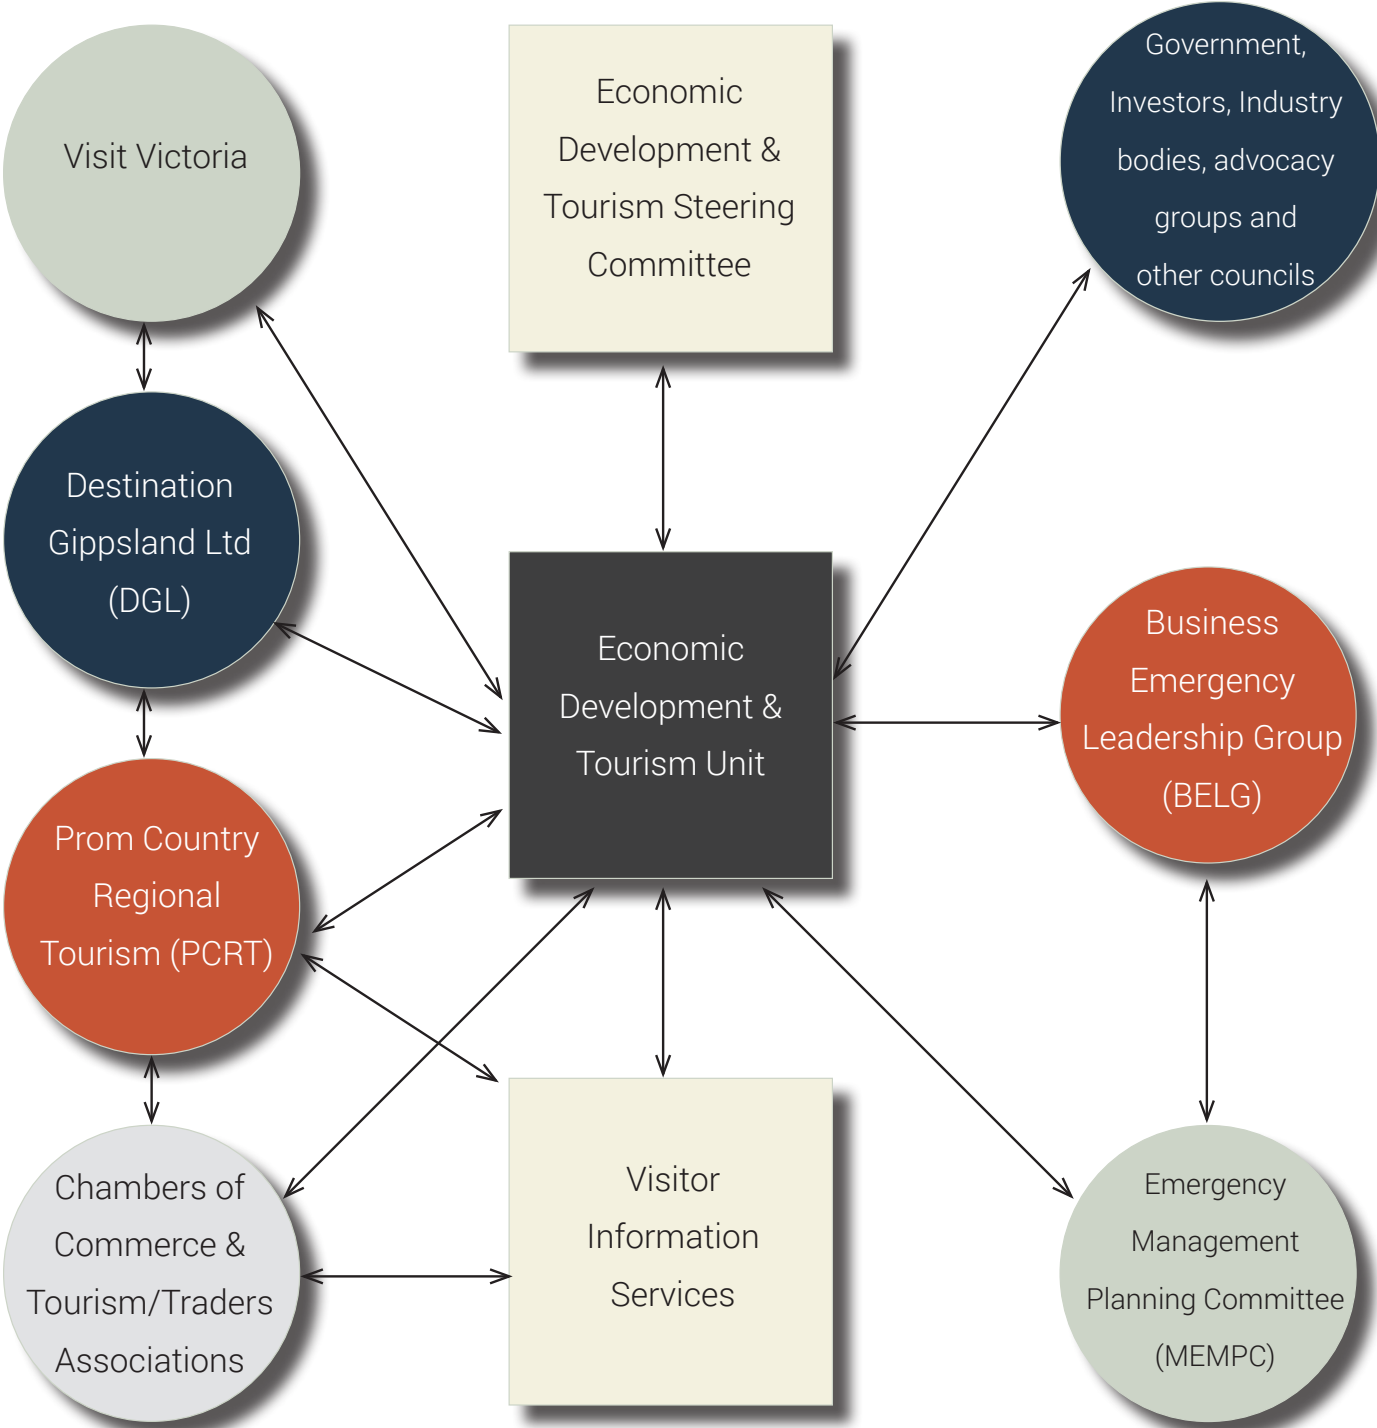 Visit Victoria
Economic
Development &
Tourism Steering
Committee
Government,
Investors, Industry
bodies, advocacy
groups and
other councils
Destination
Gippsland Ltd
(DGL)
Economic
Development &
Tourism Unit
Business
Emergency
Leadership Group
(BELG)
Prom Country
Regional
Tourism (PCRT)
Chambers of
Commerce &
Tourism/Traders
Associations
Visitor
Information
Services
Emergency
Management
Planning Committee
(MEMPC)